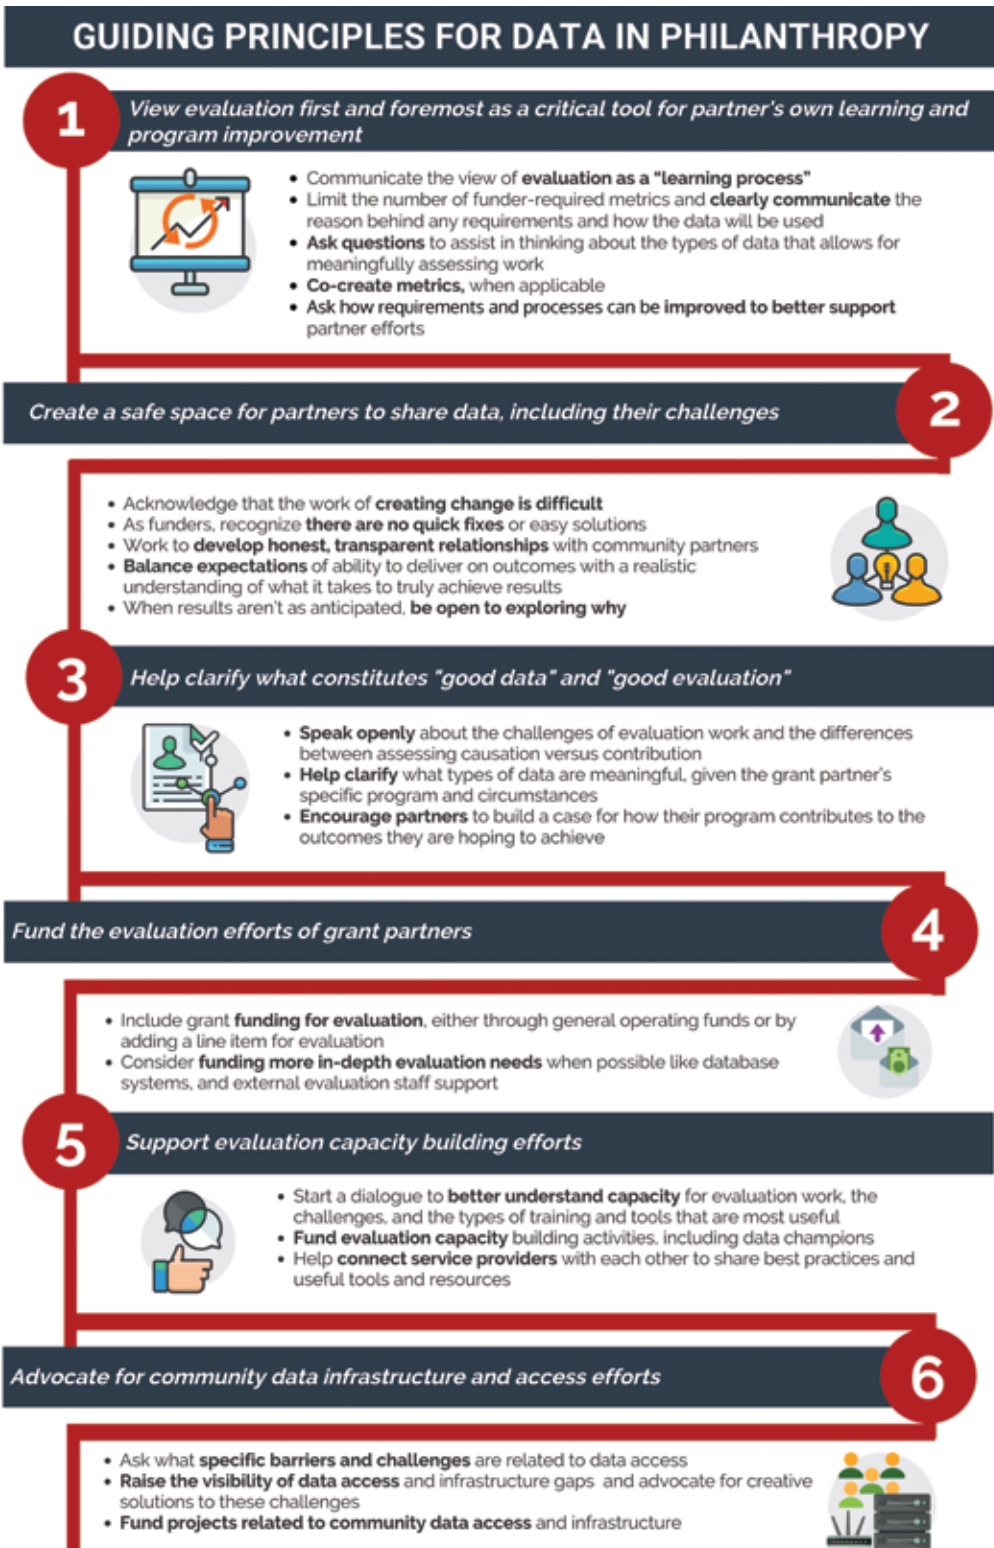 GUIDING PRINCIPLES FOR DATA IN PHILANTHROPY
1
View evaluation first and foremost as a critical tool for partner's own learning and
program improvement
• Communicate the view of evaluation as a "learning process"
• Limit the number of funder-required metrics and clearly communicate the
reason behind any requirements and how the data will be used
• Ask questions to assist in thinking about the types of data that allows for
meaningfully assessing work
• Co-create metrics, when applicable
• Ask how requirements and processes can be improved to better support
partner efforts
Create a safe space for partners to share data, including their challenges
2
• Acknowledge that the work of creating change is difficult
• As funders, recognize there are no quick fixes or easy solutions
• Work to develop honest, transparent relationships with community partners
• Balance expectations of ability to deliver on outcomes with a realistic
understanding of what it takes to truly achieve results
• When results aren't as anticipated, be open to exploring why
3
Help clarify what constitutes "good data" and "good evaluation"
• Speak openly about the challenges of evaluation work and the differences
between assessing causation versus contribution
• Help clarify what types of data are meaningful, given the grant partner's
specific program and circumstances
• Encourage partners to build a case for how their program contributes to the
outcomes they are hoping to achieve
Fund the evaluation efforts of grant partners
4
• Include grant funding for evaluation, either through general operating funds or by
adding a line item for evaluation
• Consider funding more in-depth evaluation needs when possible like database
systems, and external evaluation staff support
5
Support evaluation capacity building efforts
• Start a dialogue to better understand capacity for evaluation work, the
challenges, and the types of training and tools that are most useful
• Fund evaluation capacity building activities, including data champions
• Help connect service providers with each other to share best practices and
useful tools and resources
Advocate for community data infrastructure and access efforts
6
• Ask what specific barriers and challenges are related to data access
• Raise the visibility of data access and infrastructure gaps and advocate for creative
solutions to these challenges
• Fund projects related to community data access and infrastructure